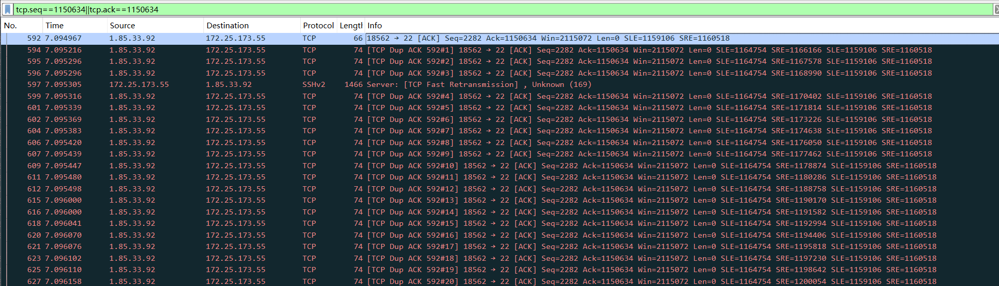 tcp.seq==1150634||tcp.ack==1150634
No. Time Source Destination Protocol Length Info
592 7.094967 1.85.33.92 172.25.173.55 TCP 66 18562 → 22 [ACK] Seq=2282 Ack=1150634 Win=2115072 Len=0 SLE=1159106 SRE=1160518
594 7.095216 1.85.33.92 172.25.173.55 TCP 74 [TCP Dup ACK 592#1] 18562 → 22 [ACK] Seq=2282 Ack=1150634 Win=2115072 Len=0 SLE=1164754 SRE=1166166 SLE=1159106 SRE=1160518
595 7.095296 1.85.33.92 172.25.173.55 TCP 74 [TCP Dup ACK 592#2] 18562 → 22 [ACK] Seq=2282 Ack=1150634 Win=2115072 Len=0 SLE=1164754 SRE=1167578 SLE=1159106 SRE=1160518
596 7.095296 1.85.33.92 172.25.173.55 TCP 74 [TCP Dup ACK 592#3] 18562 → 22 [ACK] Seq=2282 Ack=1150634 Win=2115072 Len=0 SLE=1164754 SRE=1168990 SLE=1159106 SRE=1160518
597 7.095305 172.25.173.55 1.85.33.92 SSHv2 1466 Server: [TCP Fast Retransmission] , Unknown (169)
599 7.095316 1.85.33.92 172.25.173.55 TCP 74 [TCP Dup ACK 592#4] 18562 → 22 [ACK] Seq=2282 Ack=1150634 Win=2115072 Len=0 SLE=1164754 SRE=1170402 SLE=1159106 SRE=1160518
601 7.095339 1.85.33.92 172.25.173.55 TCP 74 [TCP Dup ACK 592#5] 18562 → 22 [ACK] Seq=2282 Ack=1150634 Win=2115072 Len=0 SLE=1164754 SRE=1171814 SLE=1159106 SRE=1160518
602 7.095369 1.85.33.92 172.25.173.55 TCP 74 [TCP Dup ACK 592#6] 18562 → 22 [ACK] Seq=2282 Ack=1150634 Win=2115072 Len=0 SLE=1164754 SRE=1173226 SLE=1159106 SRE=1160518
604 7.095383 1.85.33.92 172.25.173.55 TCP 74 [TCP Dup ACK 592#7] 18562 → 22 [ACK] Seq=2282 Ack=1150634 Win=2115072 Len=0 SLE=1164754 SRE=1174638 SLE=1159106 SRE=1160518
606 7.095420 1.85.33.92 172.25.173.55 TCP 74 [TCP Dup ACK 592#8] 18562 → 22 [ACK] Seq=2282 Ack=1150634 Win=2115072 Len=0 SLE=1164754 SRE=1176050 SLE=1159106 SRE=1160518
607 7.095439 1.85.33.92 172.25.173.55 TCP 74 [TCP Dup ACK 592#9] 18562 → 22 [ACK] Seq=2282 Ack=1150634 Win=2115072 Len=0 SLE=1164754 SRE=1177462 SLE=1159106 SRE=1160518
609 7.095447 1.85.33.92 172.25.173.55 TCP 74 [TCP Dup ACK 592#10] 18562 → 22 [ACK] Seq=2282 Ack=1150634 Win=2115072 Len=0 SLE=1164754 SRE=1178874 SLE=1159106 SRE=1160518
611 7.095480 1.85.33.92 172.25.173.55 TCP 74 [TCP Dup ACK 592#11] 18562 → 22 [ACK] Seq=2282 Ack=1150634 Win=2115072 Len=0 SLE=1164754 SRE=1180286 SLE=1159106 SRE=1160518
612 7.095498 1.85.33.92 172.25.173.55 TCP 74 [TCP Dup ACK 592#12] 18562 → 22 [ACK] Seq=2282 Ack=1150634 Win=2115072 Len=0 SLE=1164754 SRE=1188758 SLE=1159106 SRE=1160518
615 7.096000 1.85.33.92 172.25.173.55 TCP 74 [TCP Dup ACK 592#13] 18562 → 22 [ACK] Seq=2282 Ack=1150634 Win=2115072 Len=0 SLE=1164754 SRE=1190170 SLE=1159106 SRE=1160518
616 7.096000 1.85.33.92 172.25.173.55 TCP 74 [TCP Dup ACK 592#14] 18562 → 22 [ACK] Seq=2282 Ack=1150634 Win=2115072 Len=0 SLE=1164754 SRE=1191582 SLE=1159106 SRE=1160518
618 7.096041 1.85.33.92 172.25.173.55 TCP 74 [TCP Dup ACK 592#15] 18562 → 22 [ACK] Seq=2282 Ack=1150634 Win=2115072 Len=0 SLE=1164754 SRE=1192994 SLE=1159106 SRE=1160518
620 7.096070 1.85.33.92 172.25.173.55 TCP 74 [TCP Dup ACK 592#16] 18562 → 22 [ACK] Seq=2282 Ack=1150634 Win=2115072 Len=0 SLE=1164754 SRE=1194406 SLE=1159106 SRE=1160518
621 7.096076 1.85.33.92 172.25.173.55 TCP 74 [TCP Dup ACK 592#17] 18562 → 22 [ACK] Seq=2282 Ack=1150634 Win=2115072 Len=0 SLE=1164754 SRE=1195818 SLE=1159106 SRE=1160518
623 7.096102 1.85.33.92 172.25.173.55 TCP 74 [TCP Dup ACK 592#18] 18562 → 22 [ACK] Seq=2282 Ack=1150634 Win=2115072 Len=0 SLE=1164754 SRE=1197230 SLE=1159106 SRE=1160518
625 7.096110 1.85.33.92 172.25.173.55 TCP 74 [TCP Dup ACK 592#19] 18562 → 22 [ACK] Seq=2282 Ack=1150634 Win=2115072 Len=0 SLE=1164754 SRE=1198642 SLE=1159106 SRE=1160518
627 7.096158 1.85.33.92 172.25.173.55 TCP 74 [TCP Dup ACK 592#20] 18562 → 22 [ACK] Seq=2282 Ack=1150634 Win=2115072 Len=0 SLE=1164754 SRE=1200054 SLE=1159106 SRE=1160518